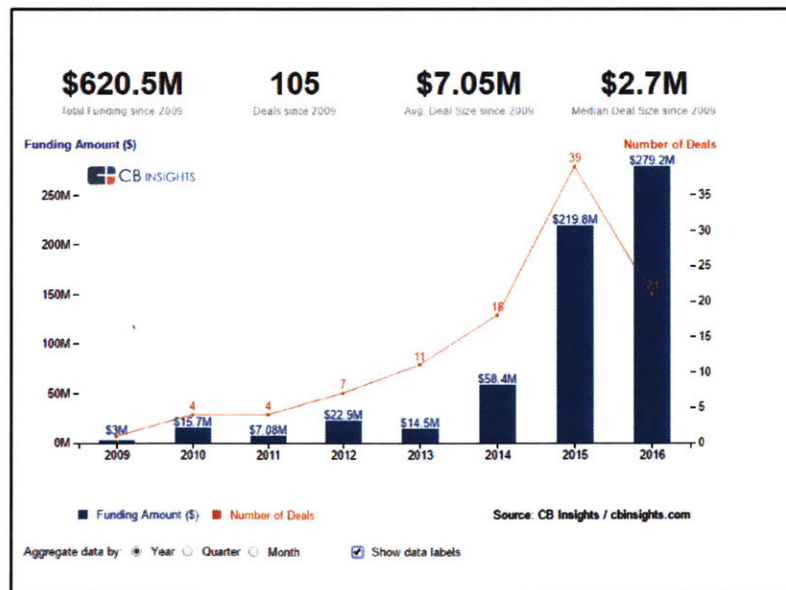 $620.5M 105 $7.05M $2.7M
Total Funding since 2009 Deals since 2009 Avg. Deal Size since 2009 Median Deal Size since 2009
Funding Amount ($) Number of Deals
CB INSIGHTS
39 $279.2M
250M 35
$219.8M
200M 30
25
150M 21 20
18
100M 15
11
10
50M 7 $58.4M
4 4 5
$3M $15.7M $7.08M $22.9M $14.5M
0M 0
2009 2010 2011 2012 2013 2014 2015 2016
Funding Amount ($) Number of Deals Source: CB Insights / cbinsights.com
Aggregate data by: Year Quarter Month Show data labels